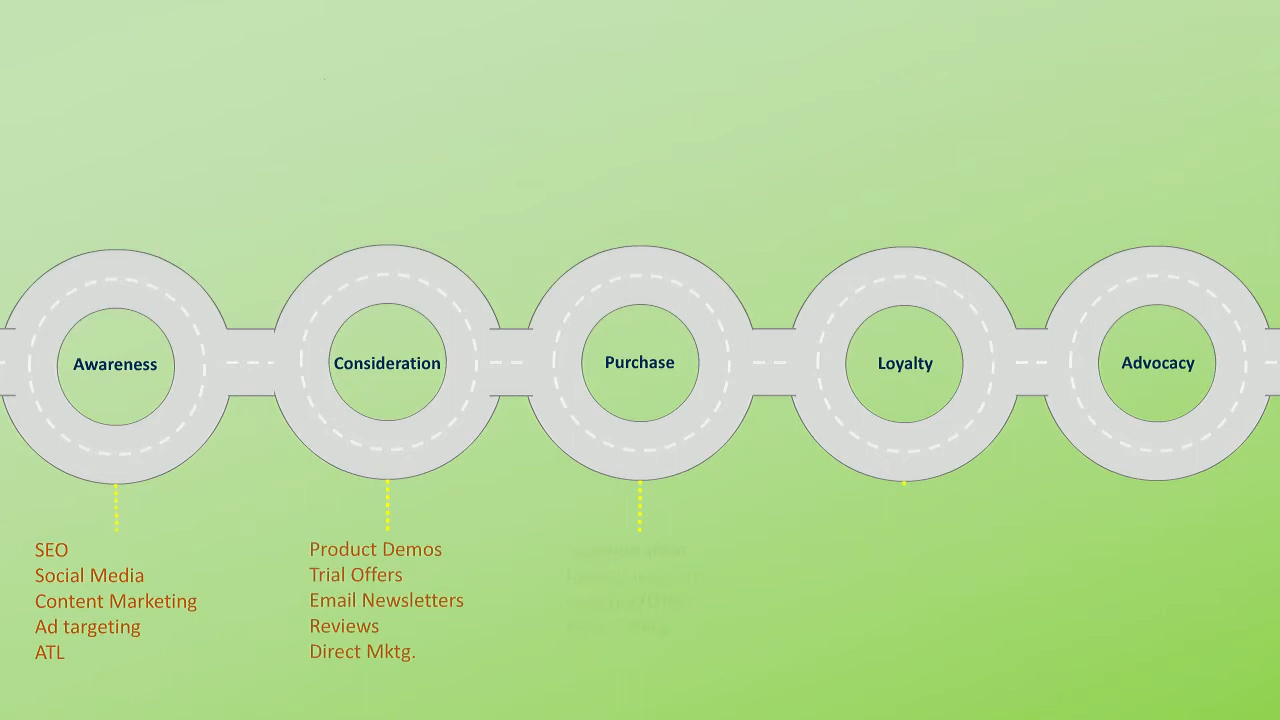 Awareness
Consideration
Purchase
Loyalty
Advocacy
SEO
Social Media
Content Marketing
Ad targeting
ATL
Product Demos
Trial Offers
Email Newsletters
Reviews
Direct Mktg.